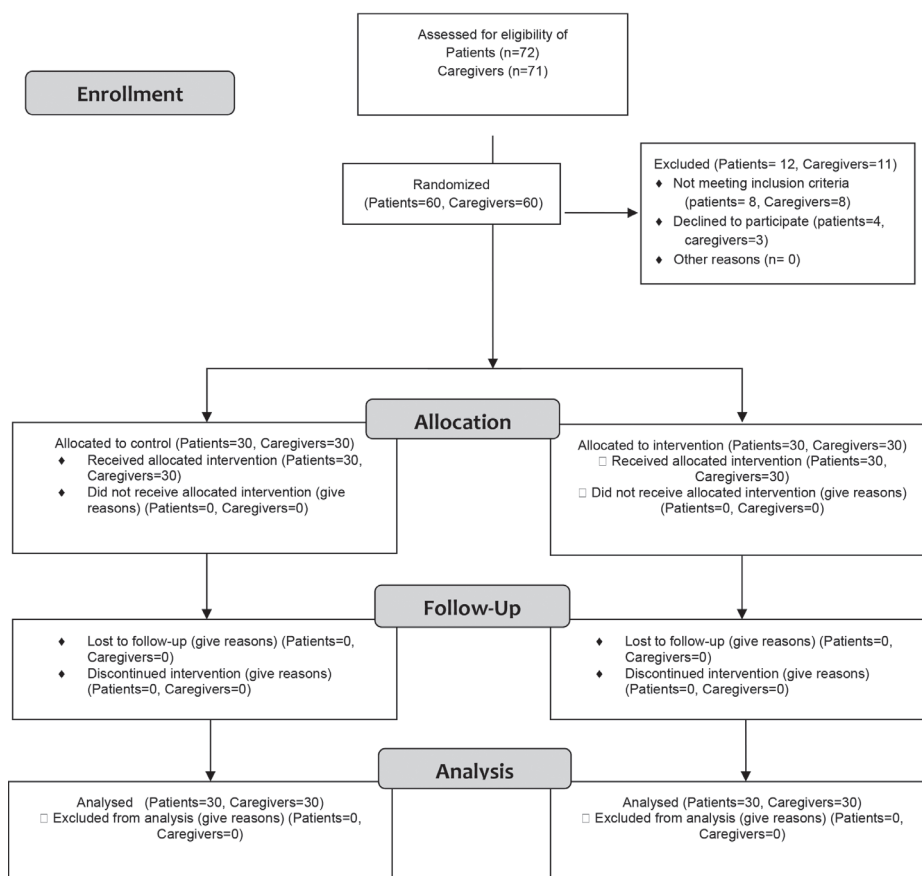 Assessed for eligibility of
Patients (n=72)
Caregivers (n=71)
Enrollment
Excluded (Patients= 12, Caregivers=11)
♦ Not meeting inclusion criteria
(patients= 8, Caregivers=8)
♦ Declined to participate (patients=4,
caregivers=3)
♦ Other reasons (n= 0)
Randomized
(Patients=60, Caregivers=60)
Allocation
Allocated to control (Patients=30, Caregivers=30)
♦ Received allocated intervention (Patients=30,
Caregivers=30)
♦ Did not receive allocated intervention (give
reasons) (Patients=0, Caregivers=0)
Allocated to intervention (Patients=30, Caregivers=30)
□ Received allocated intervention (Patients=30,
Caregivers=30)
□ Did not receive allocated intervention (give reasons)
(Patients=0, Caregivers=0)
Follow-Up
♦ Lost to follow-up (give reasons) (Patients=0,
Caregivers=0)
♦ Discontinued intervention (give reasons)
(Patients=0, Caregivers=0)
♦ Lost to follow-up (give reasons) (Patients=0,
Caregivers=0)
♦ Discontinued intervention (give reasons)
(Patients=0, Caregivers=0)
Analysis
Analysed (Patients=30, Caregivers=30)
□ Excluded from analysis (give reasons) (Patients=0,
Caregivers=0)
Analysed (Patients=30, Caregivers=30)
□ Excluded from analysis (give reasons) (Patients=0,
Caregivers=0)